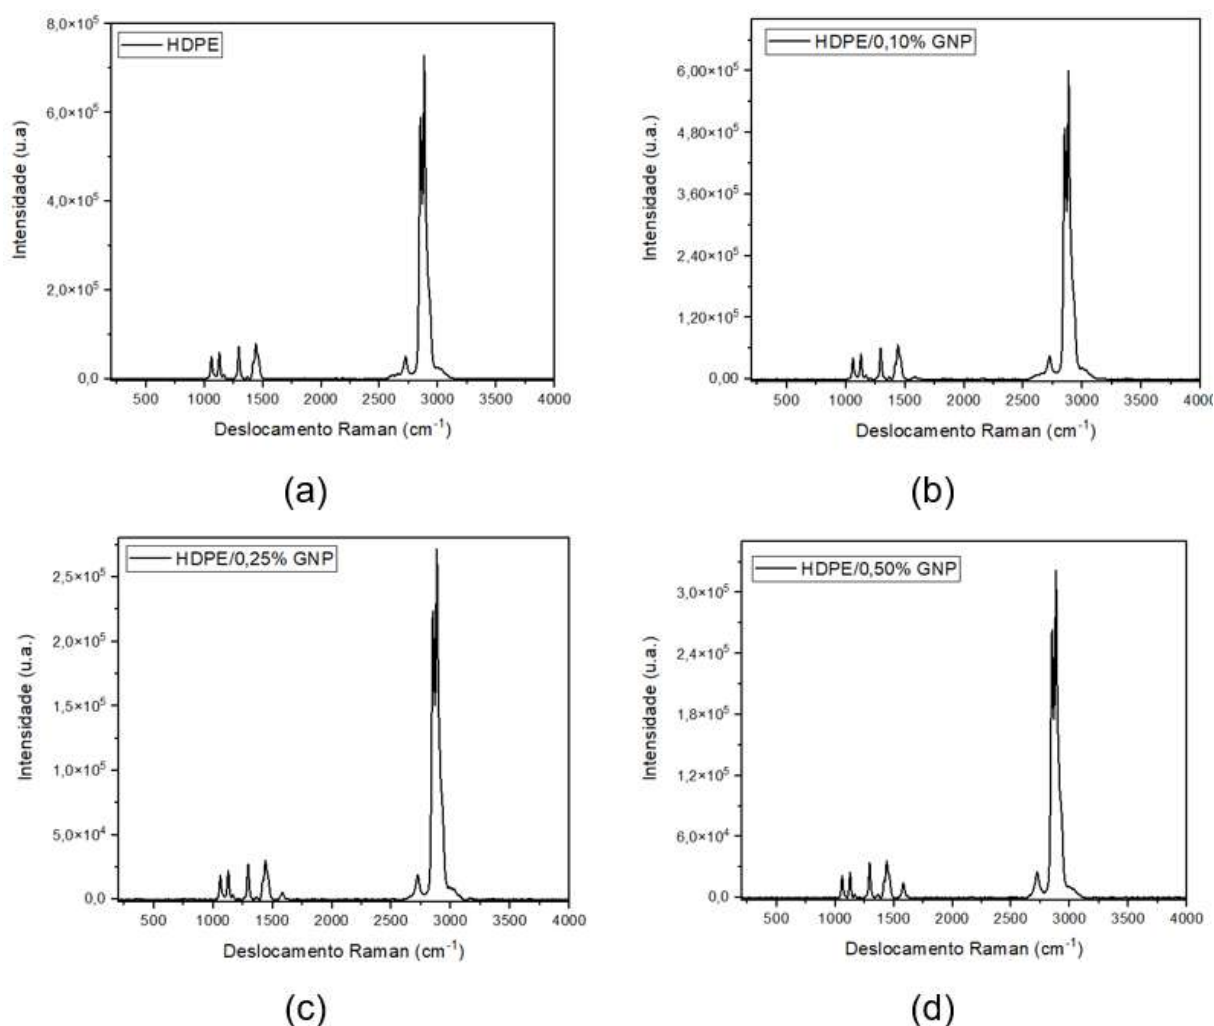 HDPE
8,0×10⁵
6,0×10⁵
4,0×10⁵
2,0×10⁵
0,0
Intensidade (u.a)
500 1000 1500 2000 2500 3000 3500 4000
Deslocamento Raman (cm⁻¹)
(a)
HDPE/0,10% GNP
6,00×10⁵
4,80×10⁵
3,60×10⁵
2,40×10⁵
1,20×10⁵
0,00
Intensidade (u.a.)
500 1000 1500 2000 2500 3000 3500 4000
Deslocamento Raman (cm⁻¹)
(b)
HDPE/0,25% GNP
2,5×10⁵
2,0×10⁵
1,5×10⁵
1,0×10⁵
5,0×10⁴
0,0
Intensidade (u.a.)
500 1000 1500 2000 2500 3000 3500 4000
Deslocamento Raman (cm⁻¹)
(c)
HDPE/0,50% GNP
3,0×10⁵
2,4×10⁵
1,8×10⁵
1,2×10⁵
6,0×10⁴
0,0
Intensidade (u.a.)
500 1000 1500 2000 2500 3000 3500 4000
Deslocamento Raman (cm⁻¹)
(d)